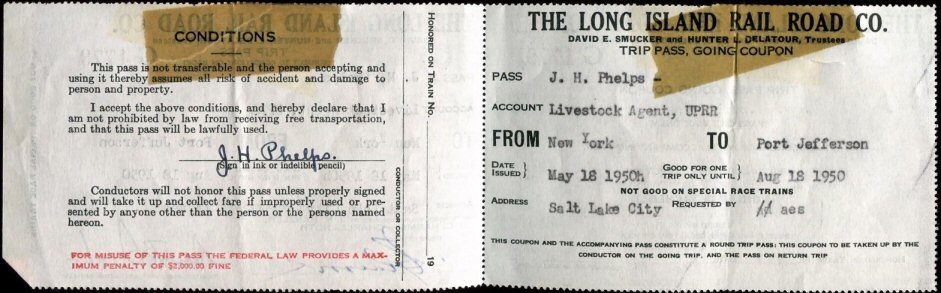 CONDITIONS
This pass is not transferable and the person accepting and
using it thereby assumes all risk of accident and damage to
person and property.
I accept the above conditions, and hereby declare that I
am not prohibited by law from receiving free transportation,
and that this pass will be lawfully used.
J. H. Phelps.
(Sign in ink or indelible pencil)
Conductors will not honor this pass unless properly signed
and will take it up and collect fare if improperly used or pre-
sented by anyone other than the person or the persons named
hereon.
FOR MISUSE OF THIS PASS THE FEDERAL LAW PROVIDES A MAX-
IMUM PENALTY OF $2,000.00 FINE
HONORED ON TRAIN NO.
19
CONDUCTOR OR COLLECTOR
THE LONG ISLAND RAIL ROAD CO.
DAVID E. SMUCKER and HUNTER L. DELATOUR, Trustees
TRIP PASS, GOING COUPON
PASS J. H. Phelps -
ACCOUNT Livestock Agent, UPRR
FROM New York TO Port Jefferson
DATE ISSUED } May 18 1950h GOOD FOR ONE TRIP ONLY UNTIL } Aug 18 1950
NOT GOOD ON SPECIAL RACE TRAINS
ADDRESS Salt Lake City REQUESTED BY aes
THIS COUPON AND THE ACCOMPANYING PASS CONSTITUTE A ROUND TRIP PASS: THIS COUPON TO BE TAKEN UP BY THE
CONDUCTOR ON THE GOING TRIP, AND THE PASS ON RETURN TRIP